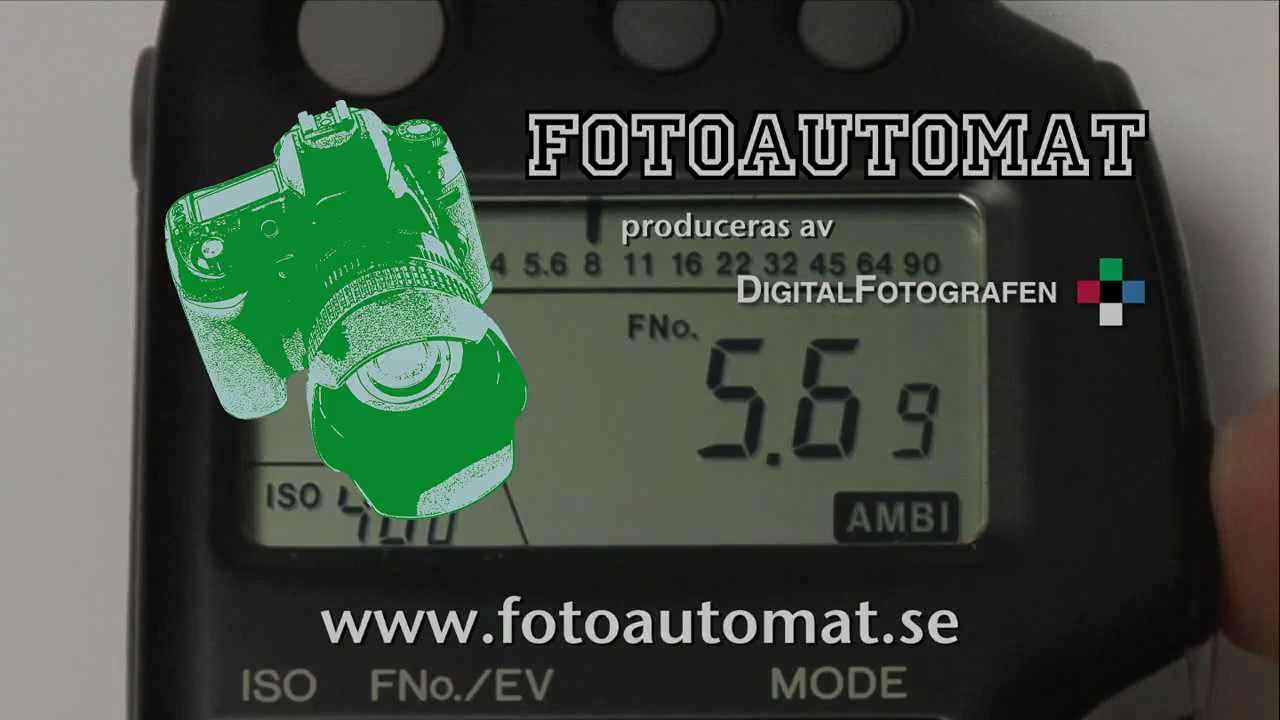 FOTOAUTOMAT
produceras av
4 5.6 8 11 16 22 32 45 64 90
DIGITALFOTOGRAFEN
FNo.
5.6 9
ISO 400
AMBI
www.fotoautomat.se
ISO FNo./EV MODE